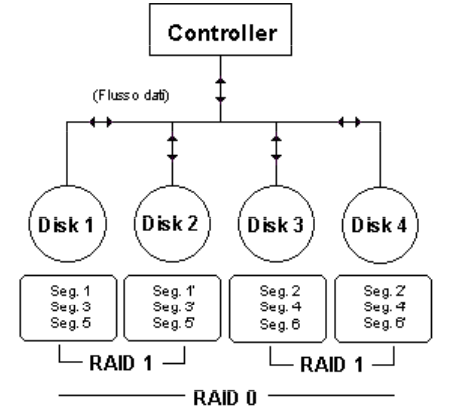 Controller
(Flusso dati)
Disk 1 Disk 2 Disk 3 Disk 4
Seg. 1 Seg. 1' Seg. 2 Seg. 2'
Seg. 3 Seg. 3' Seg. 4 Seg. 4'
Seg. 5 Seg. 5' Seg. 6 Seg. 6'
RAID 1 RAID 1
RAID 0